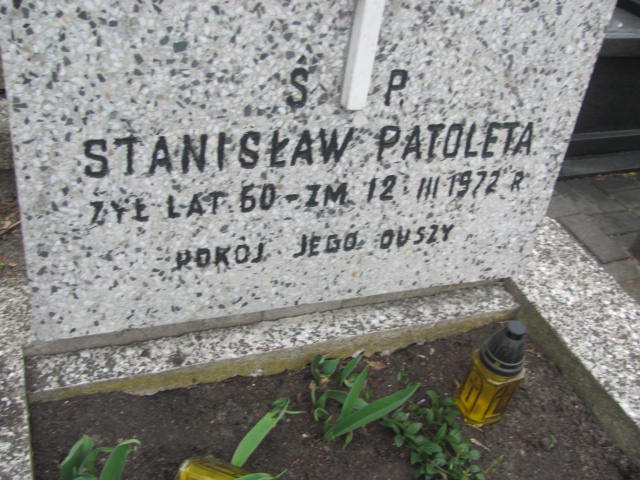 Ś P
STANISŁAW PATOLETA
ŻYŁ LAT 60 - ZM. 12 III 1972 R
POKÓJ JEGO DUSZY